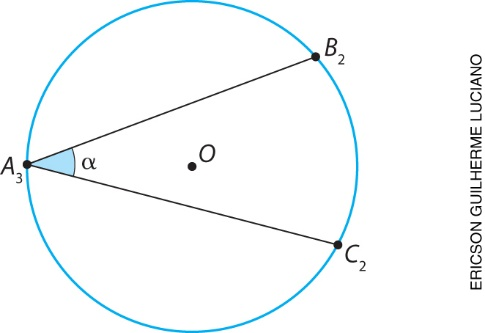 B₂
A₃
α
O
C₂
ERICSON GUILHERME LUCIANO